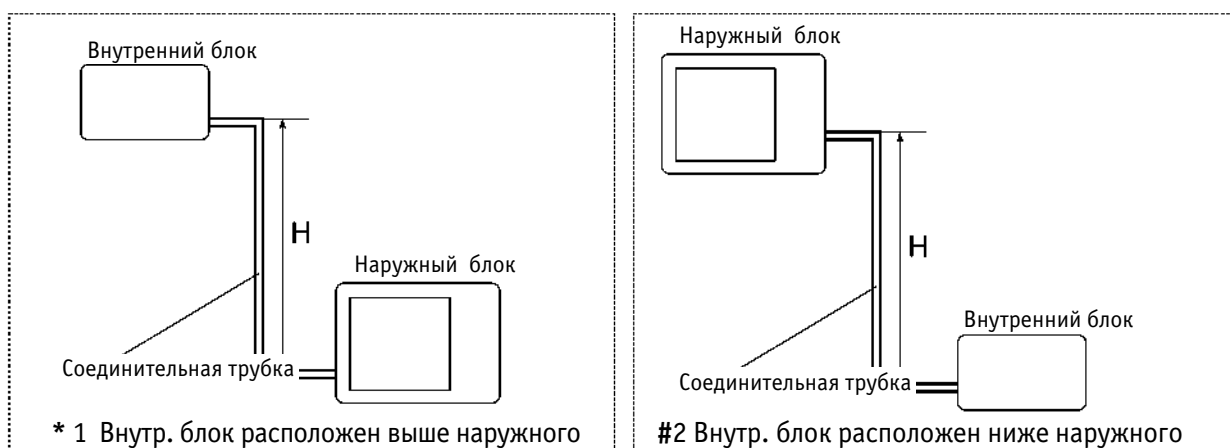 Внутренний блок
H
Наружный блок
Соединительная трубка
* 1 Внутр. блок расположен выше наружного
Наружный блок
H
Внутренний блок
Соединительная трубка
#2 Внутр. блок расположен ниже наружного